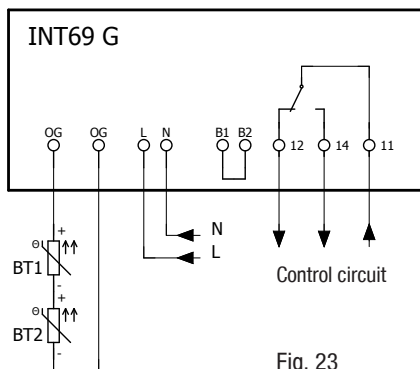 INT69 G
OG OG L N B1 B2 12 14 11
N
L
Control circuit
+
Θ
BT1
-
+
Θ
BT2
-
Fig. 23